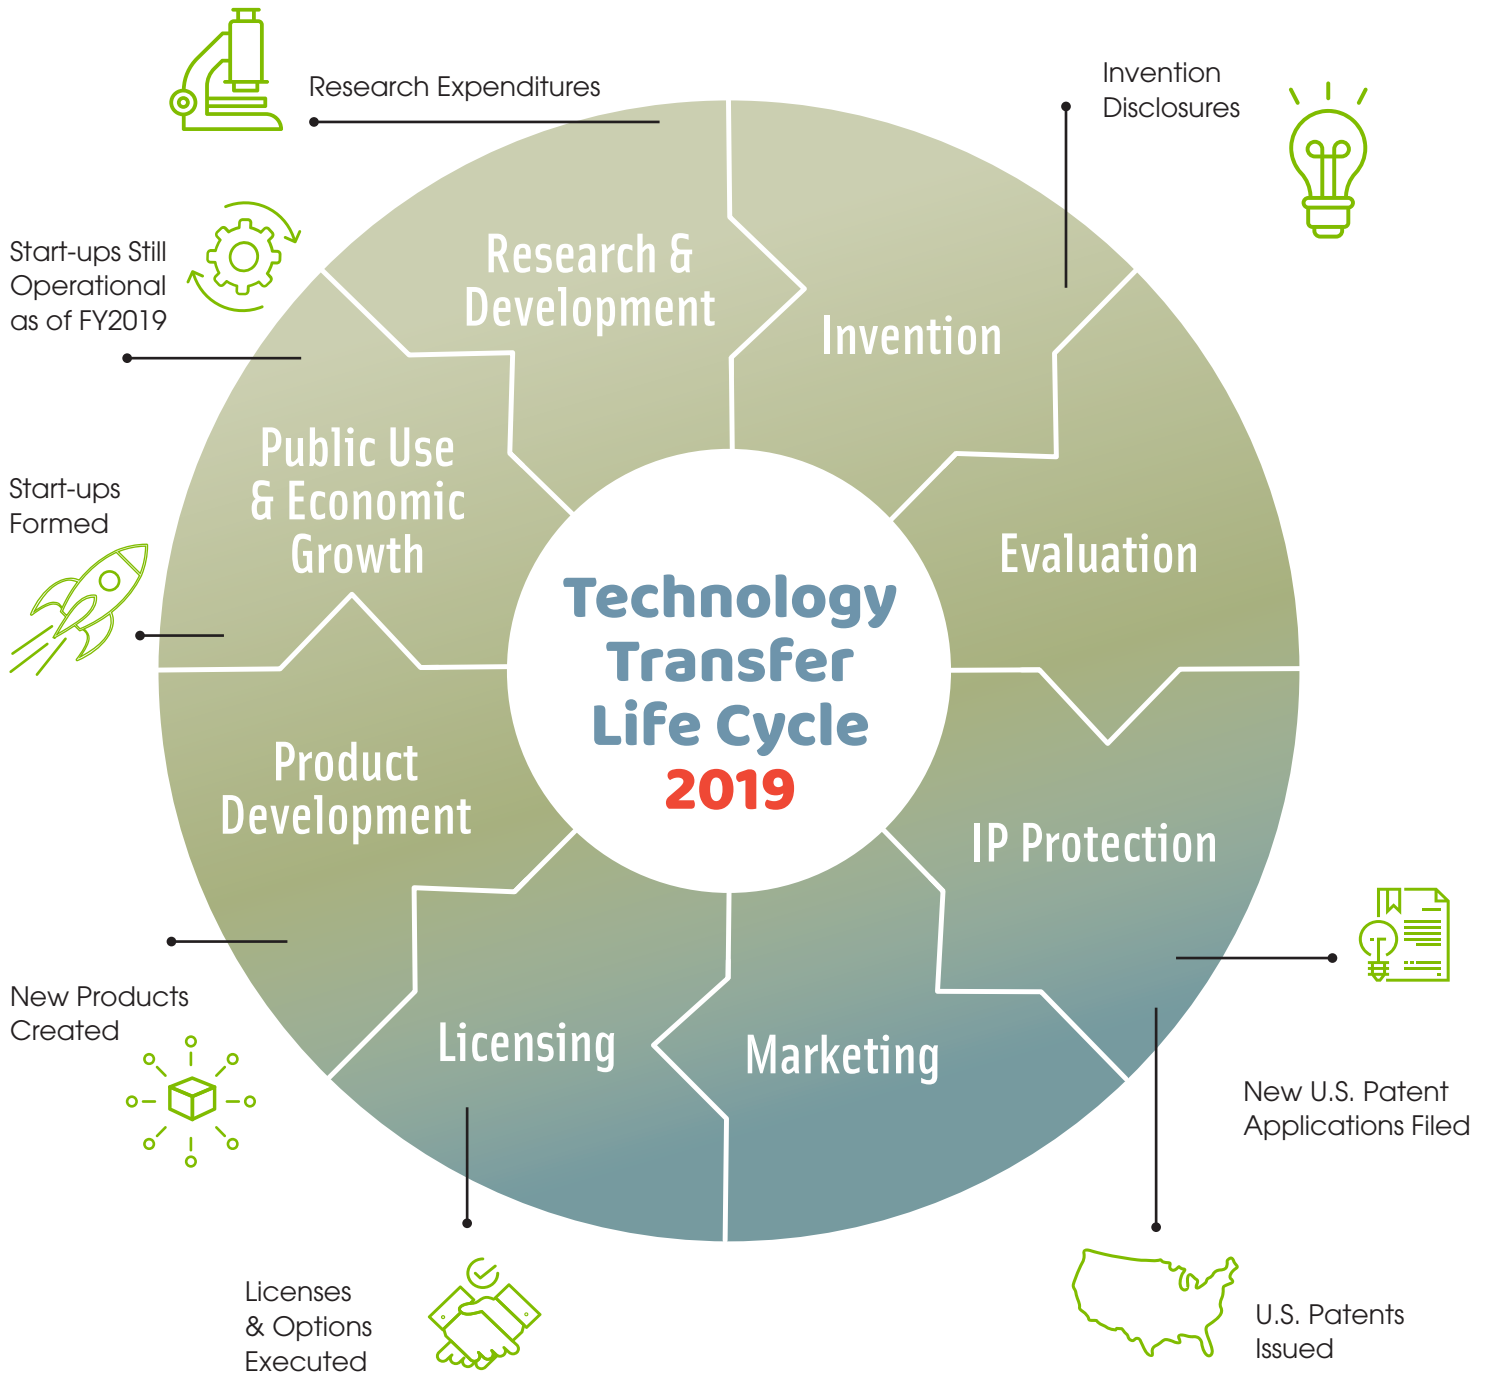 Research Expenditures
Invention
Disclosures
Start-ups Still
Operational
as of FY2019
Start-ups
Formed
New Products
Created
Licenses
& Options
Executed
New U.S. Patent
Applications Filed
U.S. Patents
Issued
Research &
Development
Invention
Evaluation
IP Protection
Marketing
Licensing
Product
Development
Public Use
& Economic
Growth
Technology
Transfer
Life Cycle
2019